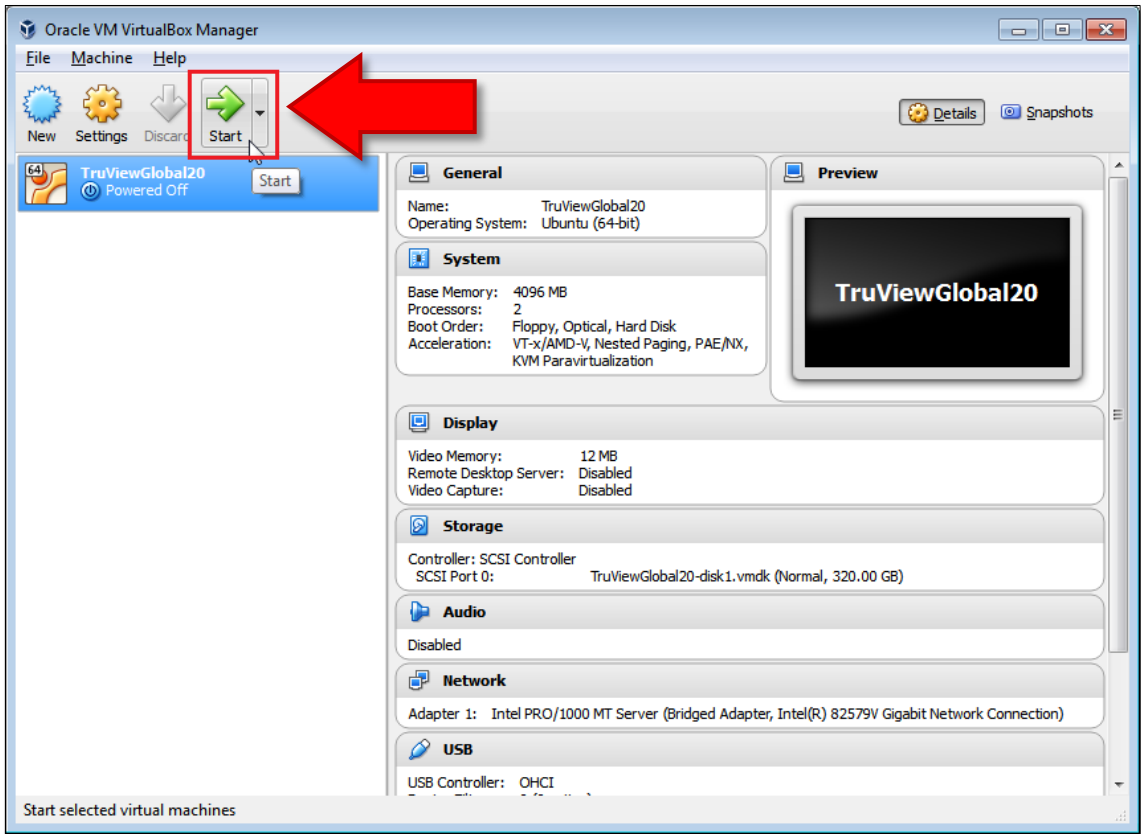 Oracle VM VirtualBox Manager
File Machine Help
New Settings Discard Start
Details Snapshots
64
TruViewGlobal20
Powered Off
Start
General
Name: TruViewGlobal20
Operating System: Ubuntu (64-bit)
Preview
TruViewGlobal20
System
Base Memory: 4096 MB
Processors: 2
Boot Order: Floppy, Optical, Hard Disk
Acceleration: VT-x/AMD-V, Nested Paging, PAE/NX,
KVM Paravirtualization
Display
Video Memory: 12 MB
Remote Desktop Server: Disabled
Video Capture: Disabled
Storage
Controller: SCSI Controller
SCSI Port 0: TruViewGlobal20-disk1.vmdk (Normal, 320.00 GB)
Audio
Disabled
Network
Adapter 1: Intel PRO/1000 MT Server (Bridged Adapter, Intel(R) 82579V Gigabit Network Connection)
USB
USB Controller: OHCI
Start selected virtual machines